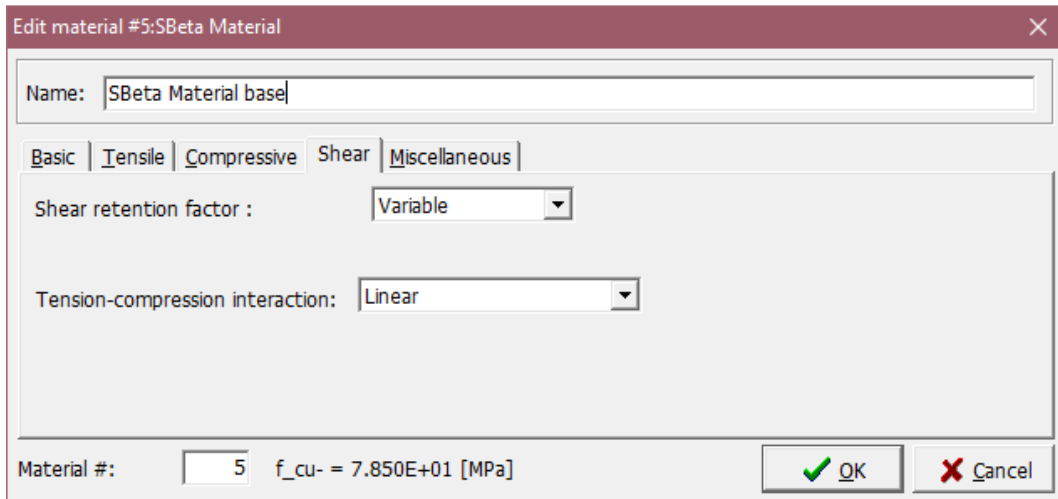 Edit material #5:SBeta Material
Name: SBeta Material base
Basic Tensile Compressive Shear Miscellaneous
Shear retention factor : Variable
Tension-compression interaction: Linear
Material #: 5 f_cu- = 7.850E+01 [MPa] OK Cancel